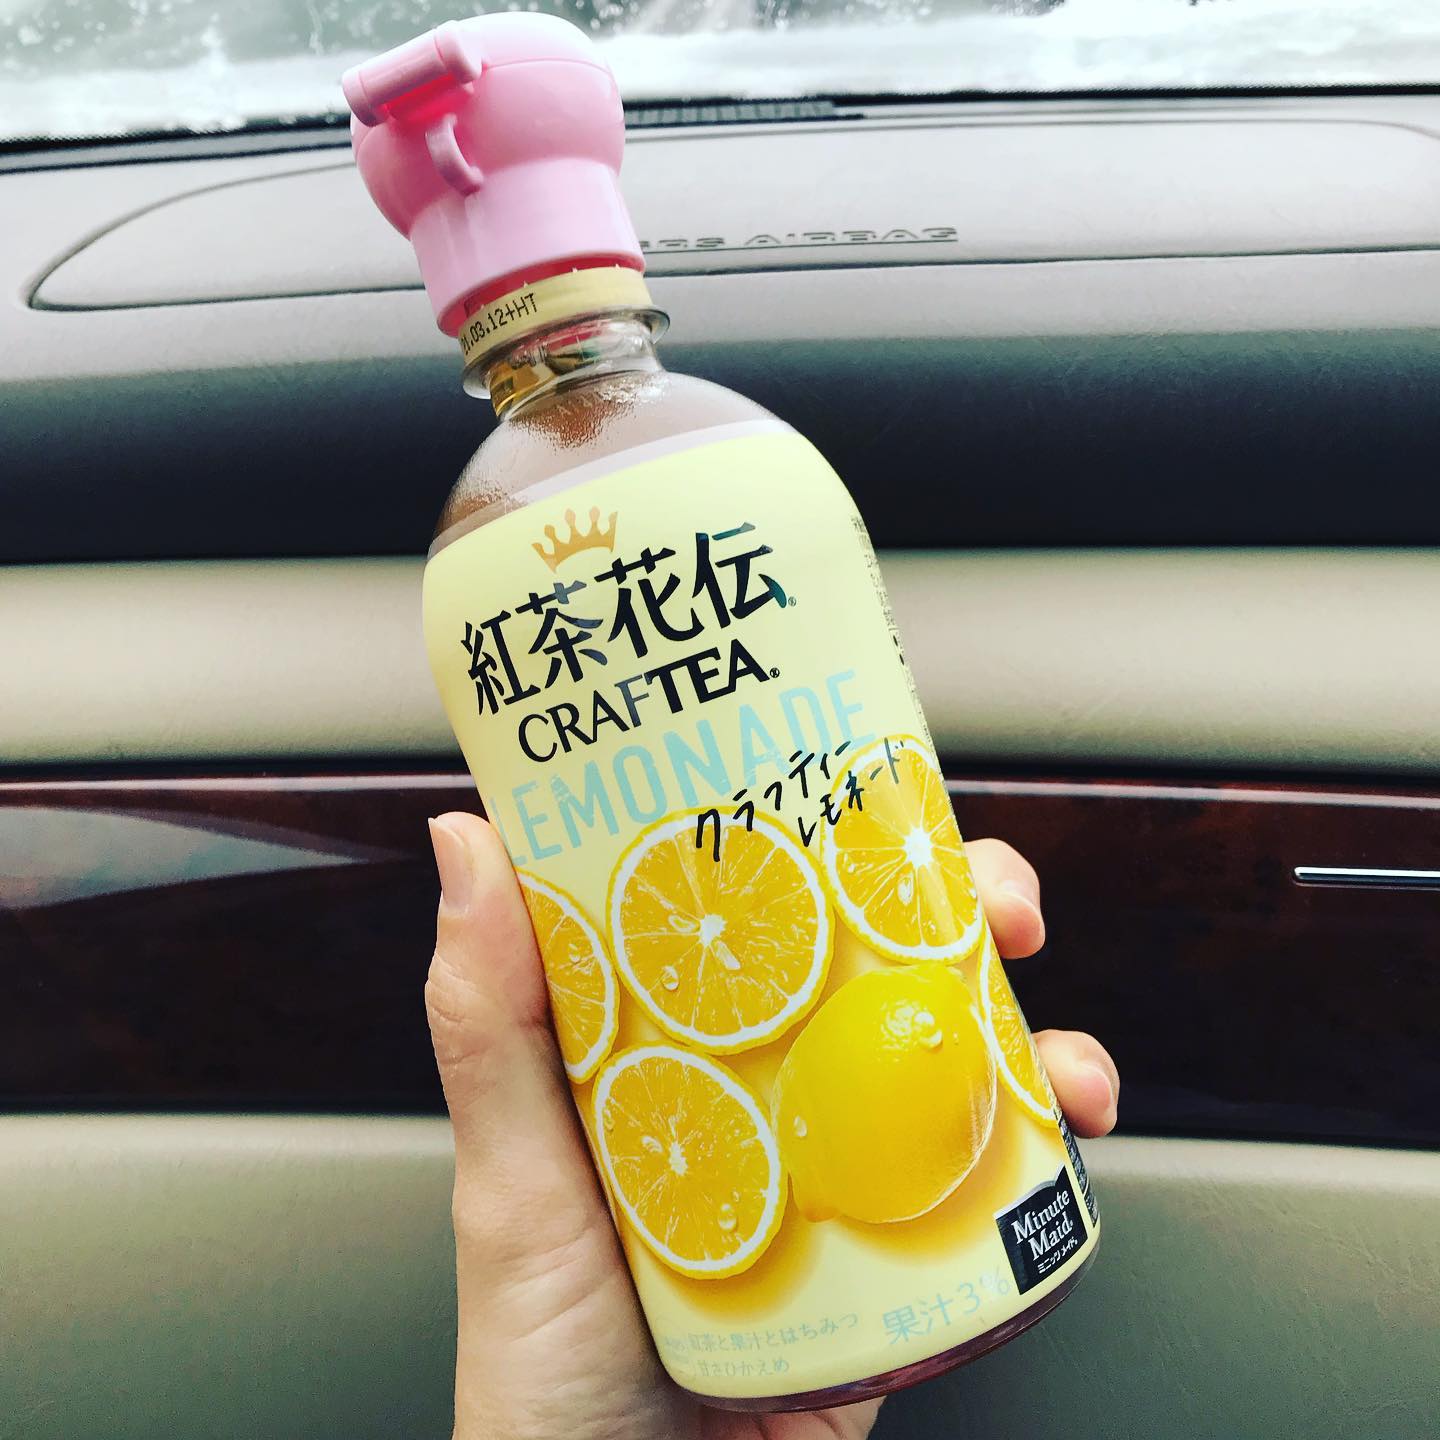 SRS AIRBAG
21.03.12+HT
紅茶花伝®
CRAFTEA®
LEMONADE
クラフティー
レモネード
Minute
Maid®
ミニッツメイド®
果汁3%
紅茶と果汁とはちみつ
甘さひかえめ